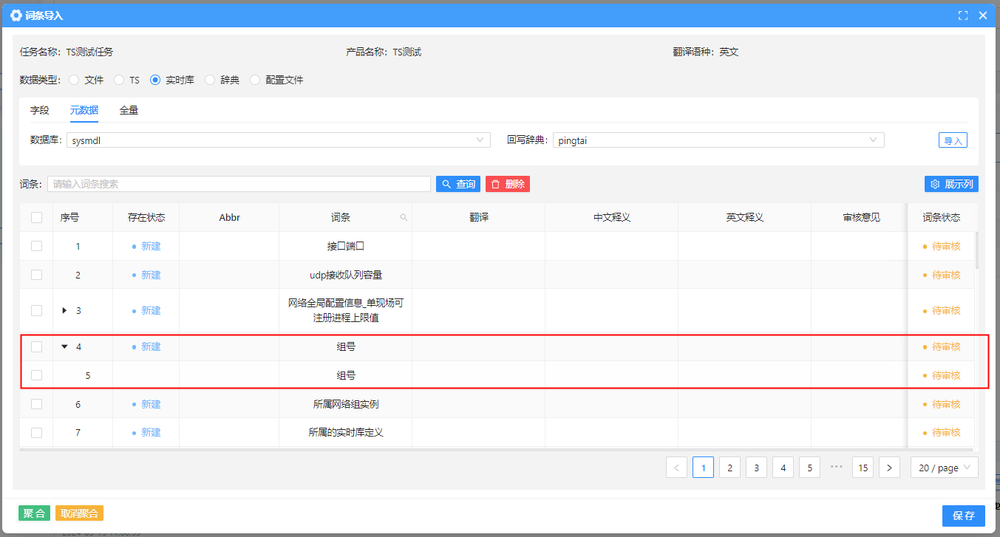 词条导入
任务名称: TS测试任务 产品名称: TS测试 翻译语种: 英文
数据类型: 文件 TS 实时库 辞典 配置文件
字段 元数据 全量
数据库: sysmdl 回写辞典: pingtai 导入
词条: 请输入词条搜索 查询 删除 展示列
序号 存在状态 Abbr 词条 翻译 中文释义 英文释义 审核意见 词条状态
1 新建 接口端口 待审核
2 新建 udp接收队列容量 待审核
3 新建 网络全局配置信息_单现场可 待审核
注册进程上限值
4 新建 组号 待审核
5 组号 待审核
6 新建 所属网络组实例 待审核
7 新建 所属的实时库定义 待审核
< 1 2 3 4 5 ••• 15 > 20 / page
聚合 取消聚合 保存